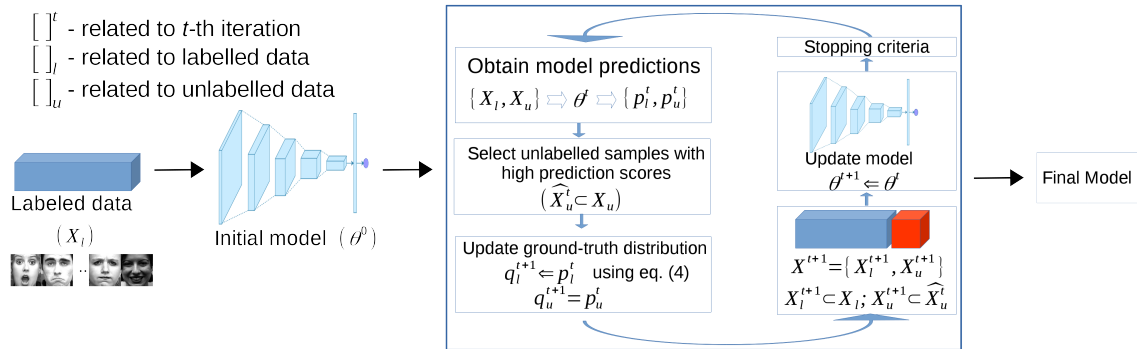 [ ]^t - related to t-th iteration
[ ]_l - related to labelled data
[ ]_u - related to unlabelled data
Labeled data
(X_l)
..
Initial model (θ^0)
Obtain model predictions
{X_l, X_u} ⇨ θ^t ⇨ {p_l^t, p_u^t}
Select unlabelled samples with
high prediction scores
(\widehat{X}_u^t ⊂ X_u)
Update ground-truth distribution
q_l^{t+1} ⇐ p_l^t using eq. (4)
q_u^{t+1} = p_u^t
X^{t+1} = {X_l^{t+1}, X_u^{t+1}}
X_l^{t+1} ⊂ X_l; X_u^{t+1} ⊂ \widehat{X}_u^t
Update model
θ^{t+1} ⇐ θ^t
Stopping criteria
Final Model